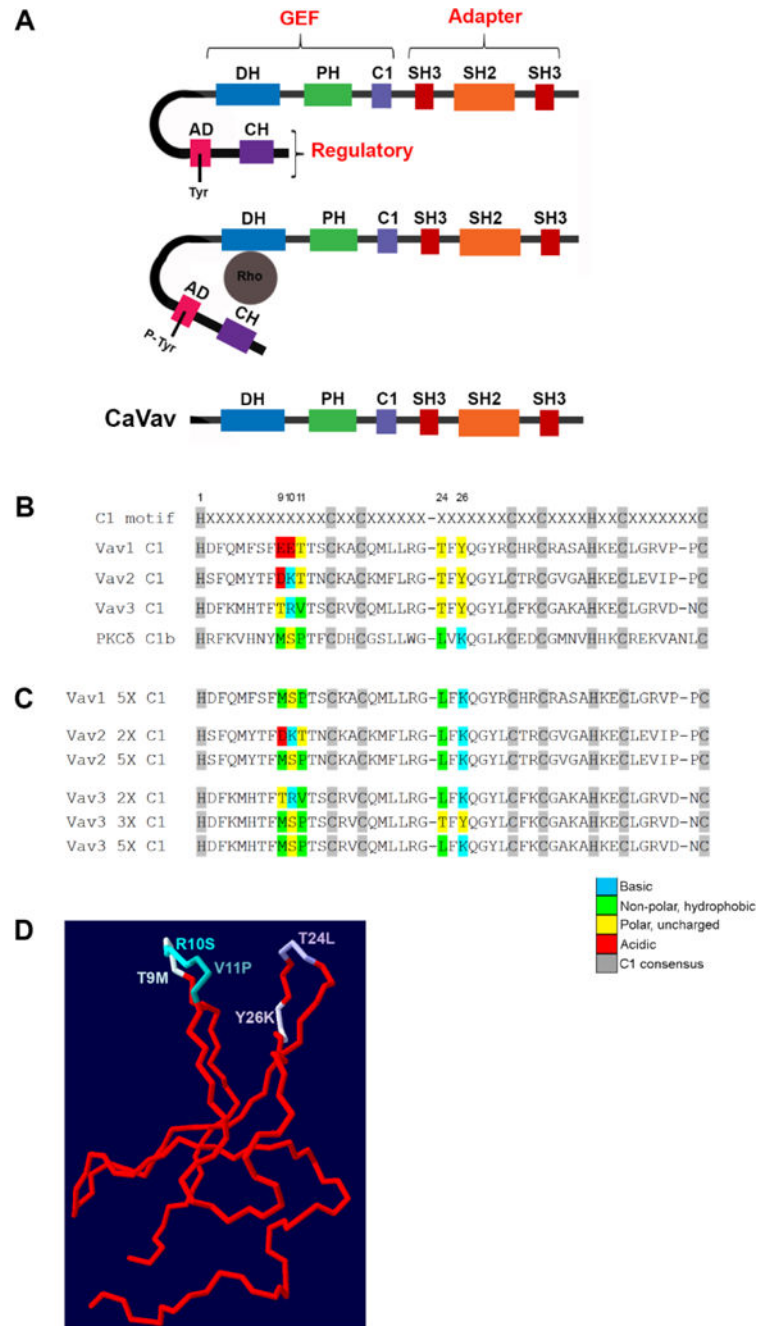 A
GEF Adapter
DH PH C1 SH3 SH2 SH3
AD CH
Regulatory
Tyr
DH PH C1 SH3 SH2 SH3
Rho
AD
CH
P-Tyr
DH PH C1 SH3 SH2 SH3
CaVav
B
1 9 10 11 24 26
C1 motif HXXXXXXXXXXXXCXXCXXXXXX-XXXXXXXCXXCXXXXHXXCXXXXXXXC
Vav1 C1 HDFQMFSFEETTSCKACQMLLRG-TFYQGYRCHRCRASAHKECLGRVP-PC
Vav2 C1 HSFQMYTFDKTTNCKACKMFLRG-TFYQGYLCTRCGVGAHKECLEVIP-PC
Vav3 C1 HDFKMHTFTRVTSCRVCQMLLRG-TFYQGYLCFKCGAKAHKECLGRVD-NC
PKCδ C1b HRFKVHNYMSPTFCDHCGSLLWG-LVKQGLKCEDCGMNVHHKCREKVANLC
C
Vav1 5X C1 HDFQMFSFMSPTSCKACQMLLRG-LFKQGYRCHRCRASAHKECLGRVP-PC
Vav2 2X C1 HSFQMYTFDKTTNCKACKMFLRG-LFKQGYLCTRCGVGAHKECLEVIP-PC
Vav2 5X C1 HSFQMYTFMSPTNCKACKMFLRG-LFKQGYLCTRCGVGAHKECLEVIP-PC
Vav3 2X C1 HDFKMHTFTRVTSCRVCQMLLRG-LFKQGYLCFKCGAKAHKECLGRVD-NC
Vav3 3X C1 HDFKMHTFMSPTSCRVCQMLLRG-TFYQGYLCFKCGAKAHKECLGRVD-NC
Vav3 5X C1 HDFKMHTFMSPTSCRVCQMLLRG-LFKQGYLCFKCGAKAHKECLGRVD-NC
Basic
Non-polar, hydrophobic
Polar, uncharged
Acidic
C1 consensus
D
R10S T24L
T9M V11P
Y26K